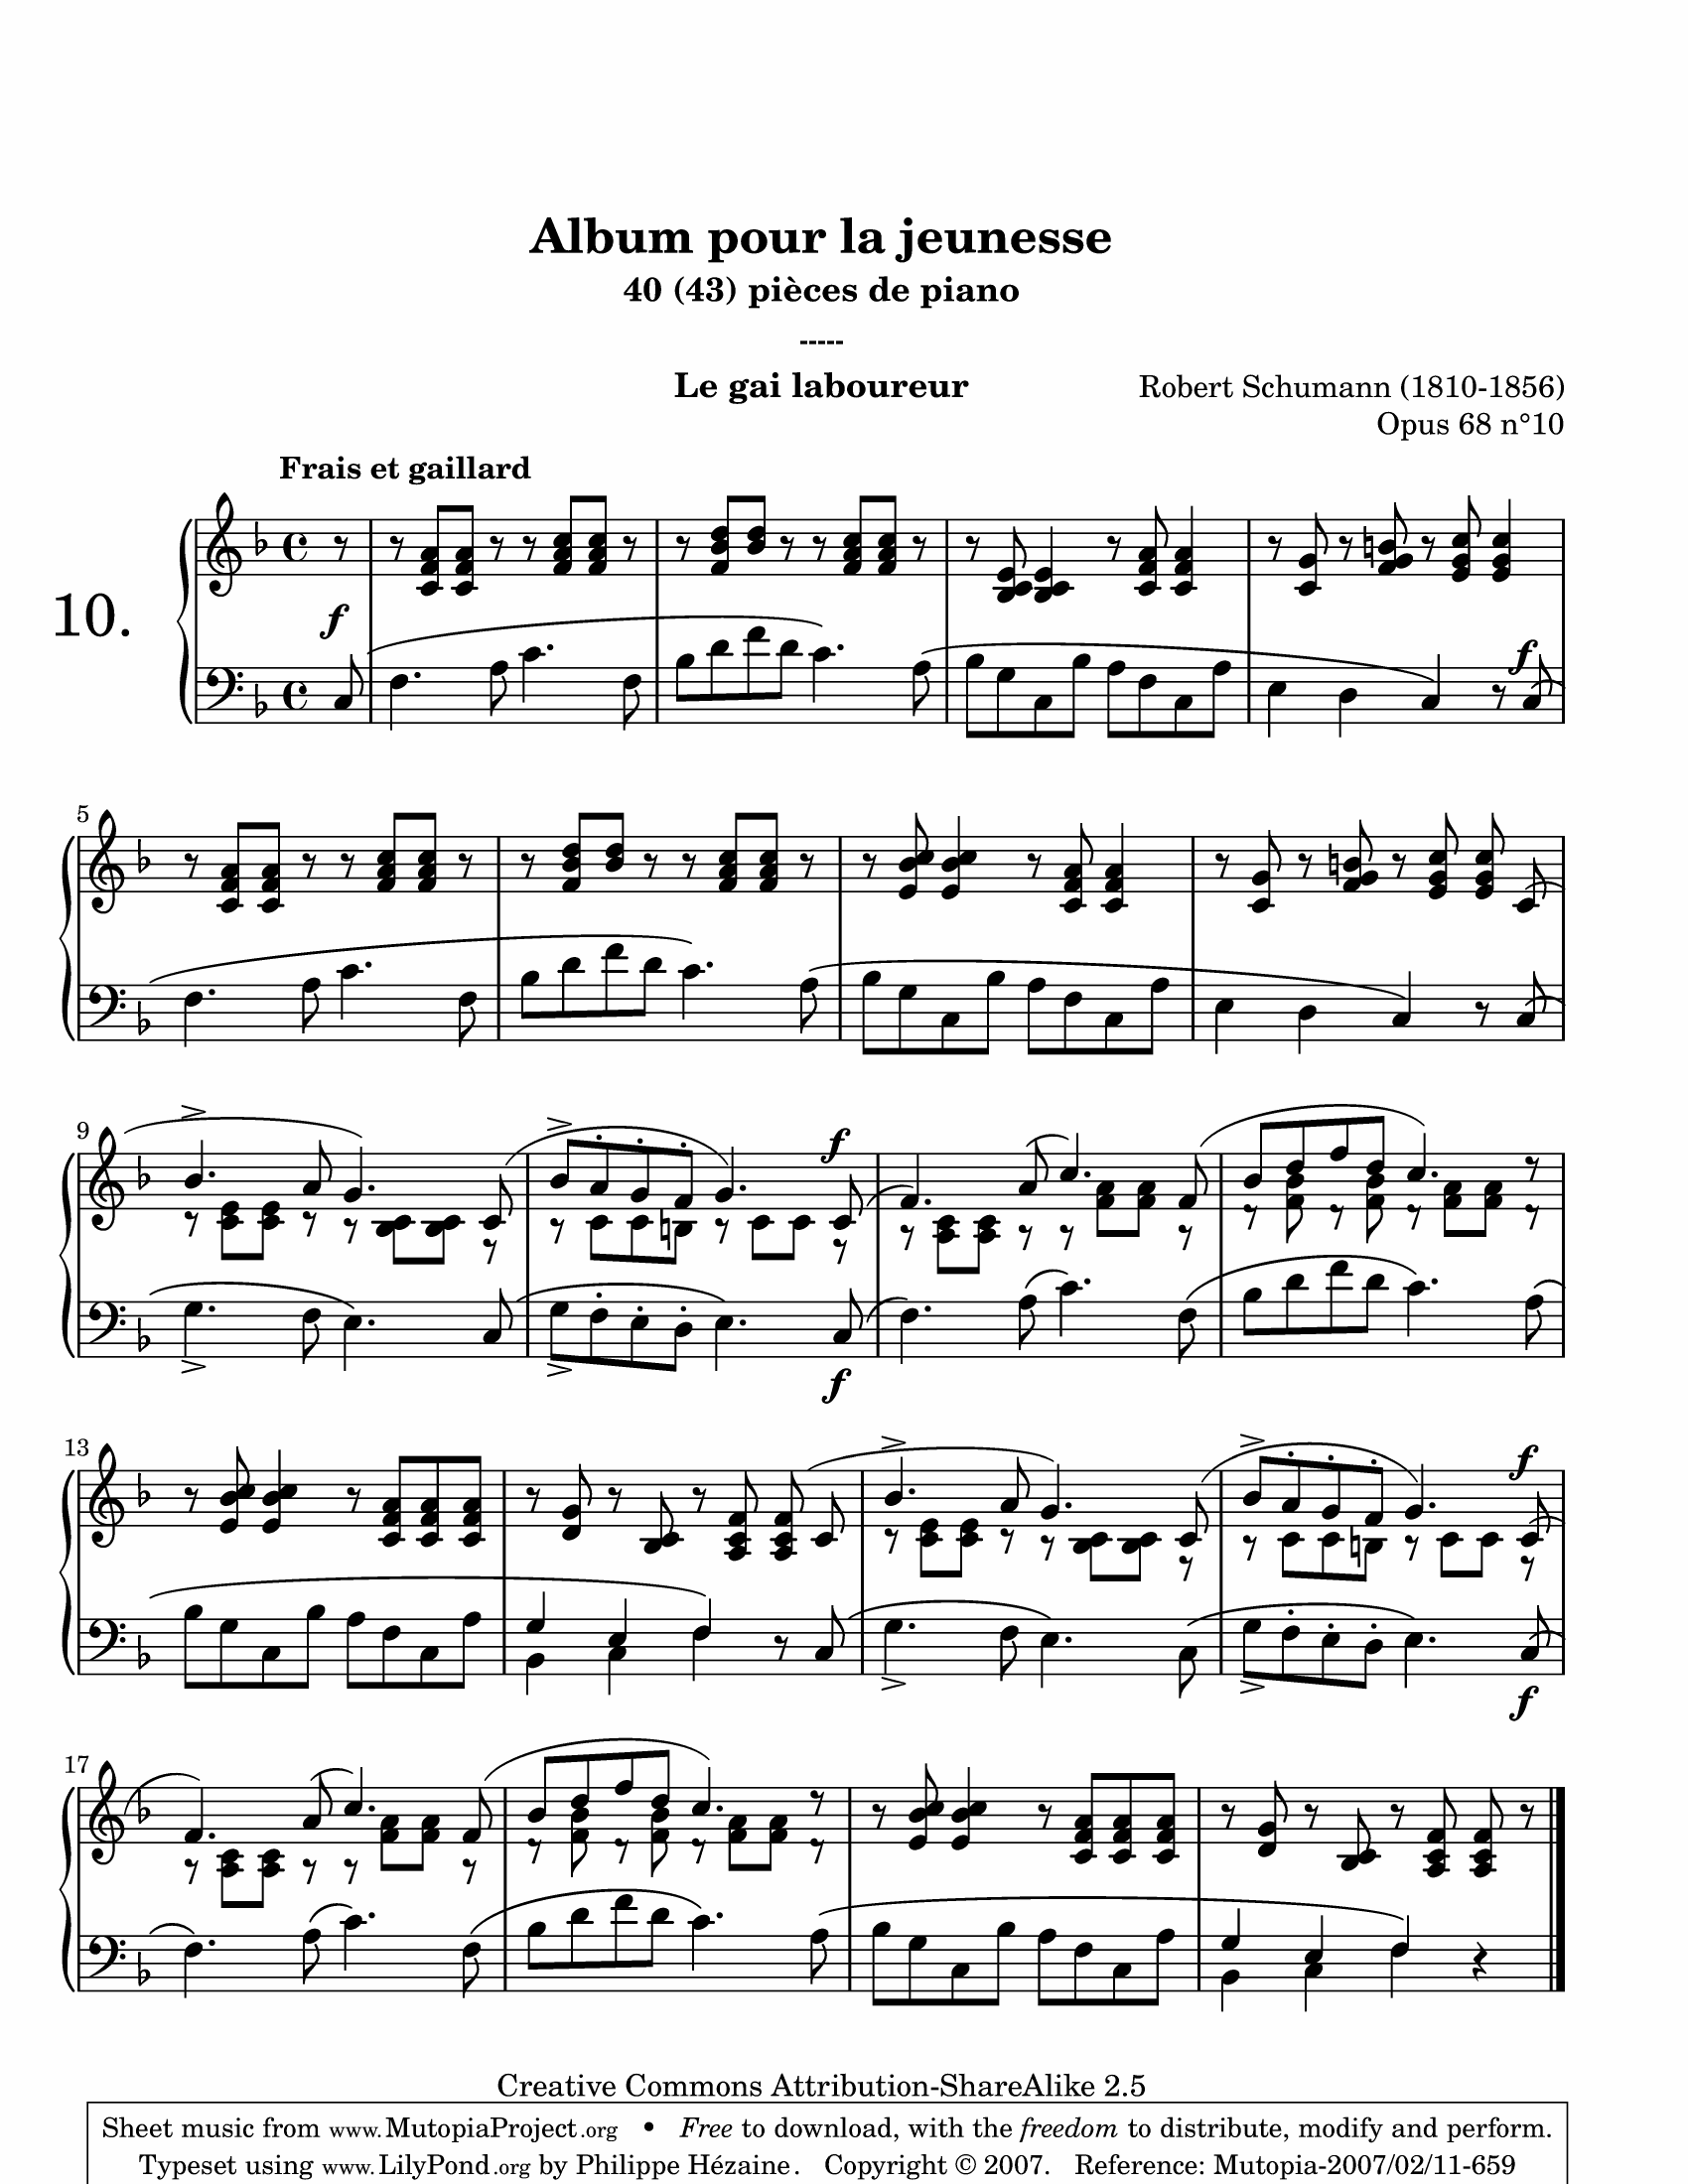 Album pour la jeunesse
40 (43) pièces de piano
-----
Le gai laboureur
Robert Schumann (1810-1856)
Opus 68 n°10
Frais et gaillard
10.
f
f
5
9
f
f
13
f
f
17
Creative Commons Attribution-ShareAlike 2.5
Sheet music from www.MutopiaProject.org • Free to download, with the freedom to distribute, modify and perform.
Typeset using www.LilyPond.org by Philippe Hézaine. Copyright © 2007. Reference: Mutopia-2007/02/11-659